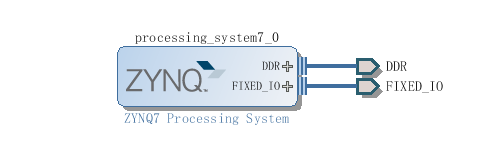 processing_system7_0
ZYNQ
DDR
DDR
FIXED_IO
FIXED_IO
ZYNQ7 Processing System